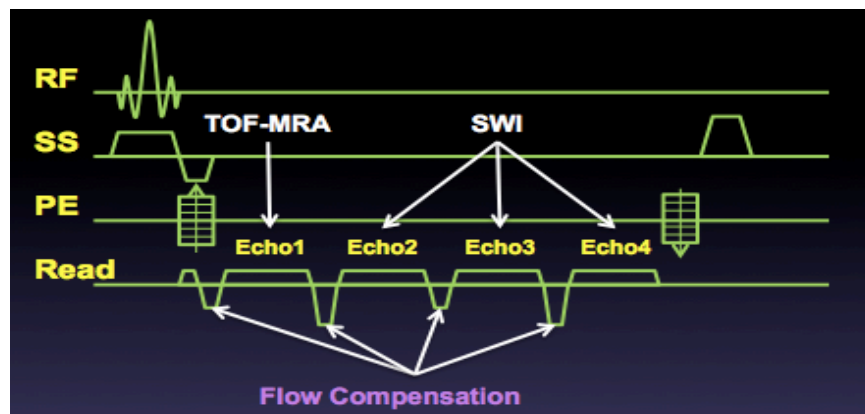 RF
TOF-MRA SWI
SS
PE
Echo1 Echo2 Echo3 Echo4
Read
Flow Compensation